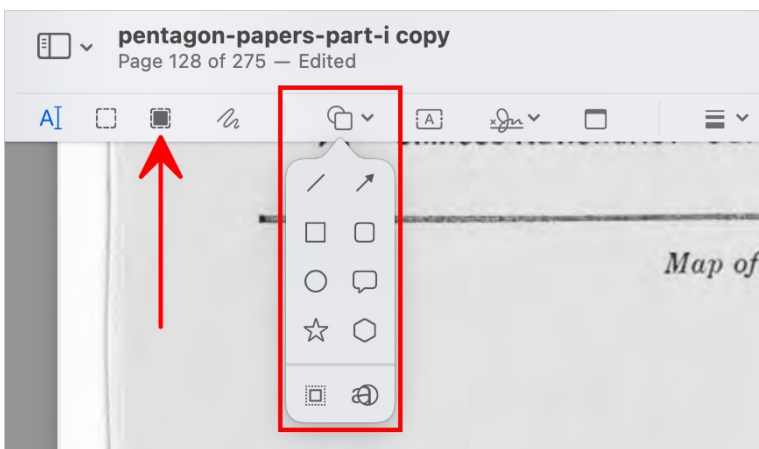 pentagon-papers-part-i copy
Page 128 of 275 — Edited
A
A
a
Map of